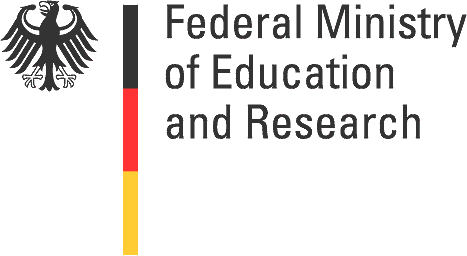 Federal Ministry
of Education
and Research